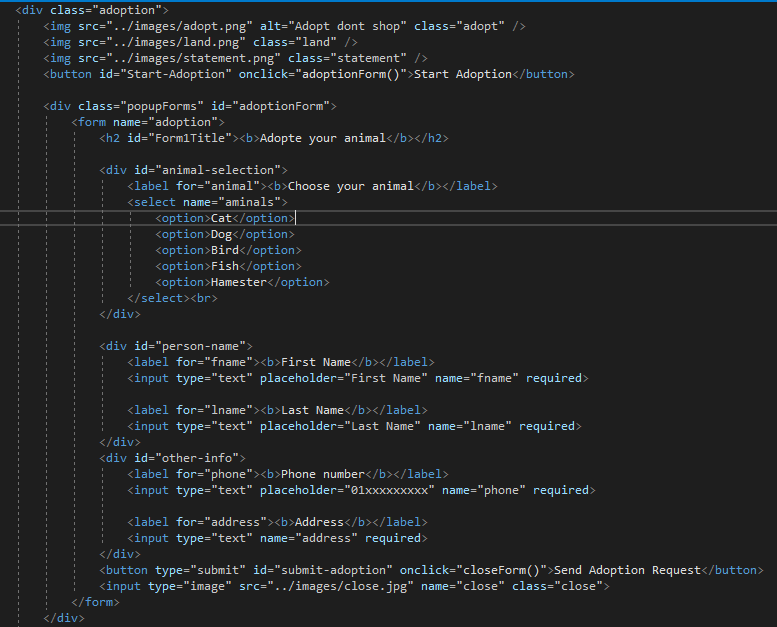 <div class="adoption">
    <img src="../images/adopt.png" alt="Adopt dont shop" class="adopt" />
    <img src="../images/land.png" class="land" />
    <img src="../images/statement.png" class="statement" />
    <button id="Start-Adoption" onclick="adoptionForm()">Start Adoption</button>

    <div class="popupForms" id="adoptionForm">
        <form name="adoption">
            <h2 id="Form1Title"><b>Adopte your animal</b></h2>

            <div id="animal-selection">
                <label for="animal"><b>Choose your animal</b></label>
                <select name="aminals">
                    <option>Cat</option>
                    <option>Dog</option>
                    <option>Bird</option>
                    <option>Fish</option>
                    <option>Hamester</option>
                </select><br>
            </div>

            <div id="person-name">
                <label for="fname"><b>First Name</b></label>
                <input type="text" placeholder="First Name" name="fname" required>

                <label for="lname"><b>Last Name</b></label>
                <input type="text" placeholder="Last Name" name="lname" required>
            </div>
            <div id="other-info">
                <label for="phone"><b>Phone number</b></label>
                <input type="text" placeholder="01xxxxxxxxx" name="phone" required>

                <label for="address"><b>Address</b></label>
                <input type="text" name="address" required>
            </div>
            <button type="submit" id="submit-adoption" onclick="closeForm()">Send Adoption Request</button>
            <input type="image" src="../images/close.jpg" name="close" class="close">
        </form>
    </div>